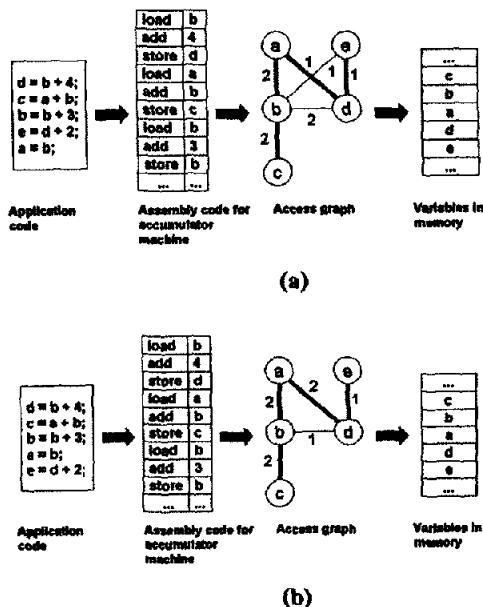 d = b + 4;
c = a + b;
b = b + 3;
e = d + 2;
a = b;
Application
code
load b
add 4
store d
load a
add b
store c
load b
add 3
store b
... ...
Assembly code for
accumulator
machine
a e
1
2 1 1
b d
2
2
c
Access graph
...
c
b
a
d
e
...
Variables in
memory
(a)
d = b + 4;
c = a + b;
b = b + 3;
a = b;
e = d + 2;
Application
code
load b
add 4
store d
load a
add b
store c
load b
add 3
store b
... ...
Assembly code for
accumulator
machine
a e
2 2 1
b d
1
2
c
Access graph
...
c
b
a
d
e
...
Variables in
memory
(b)